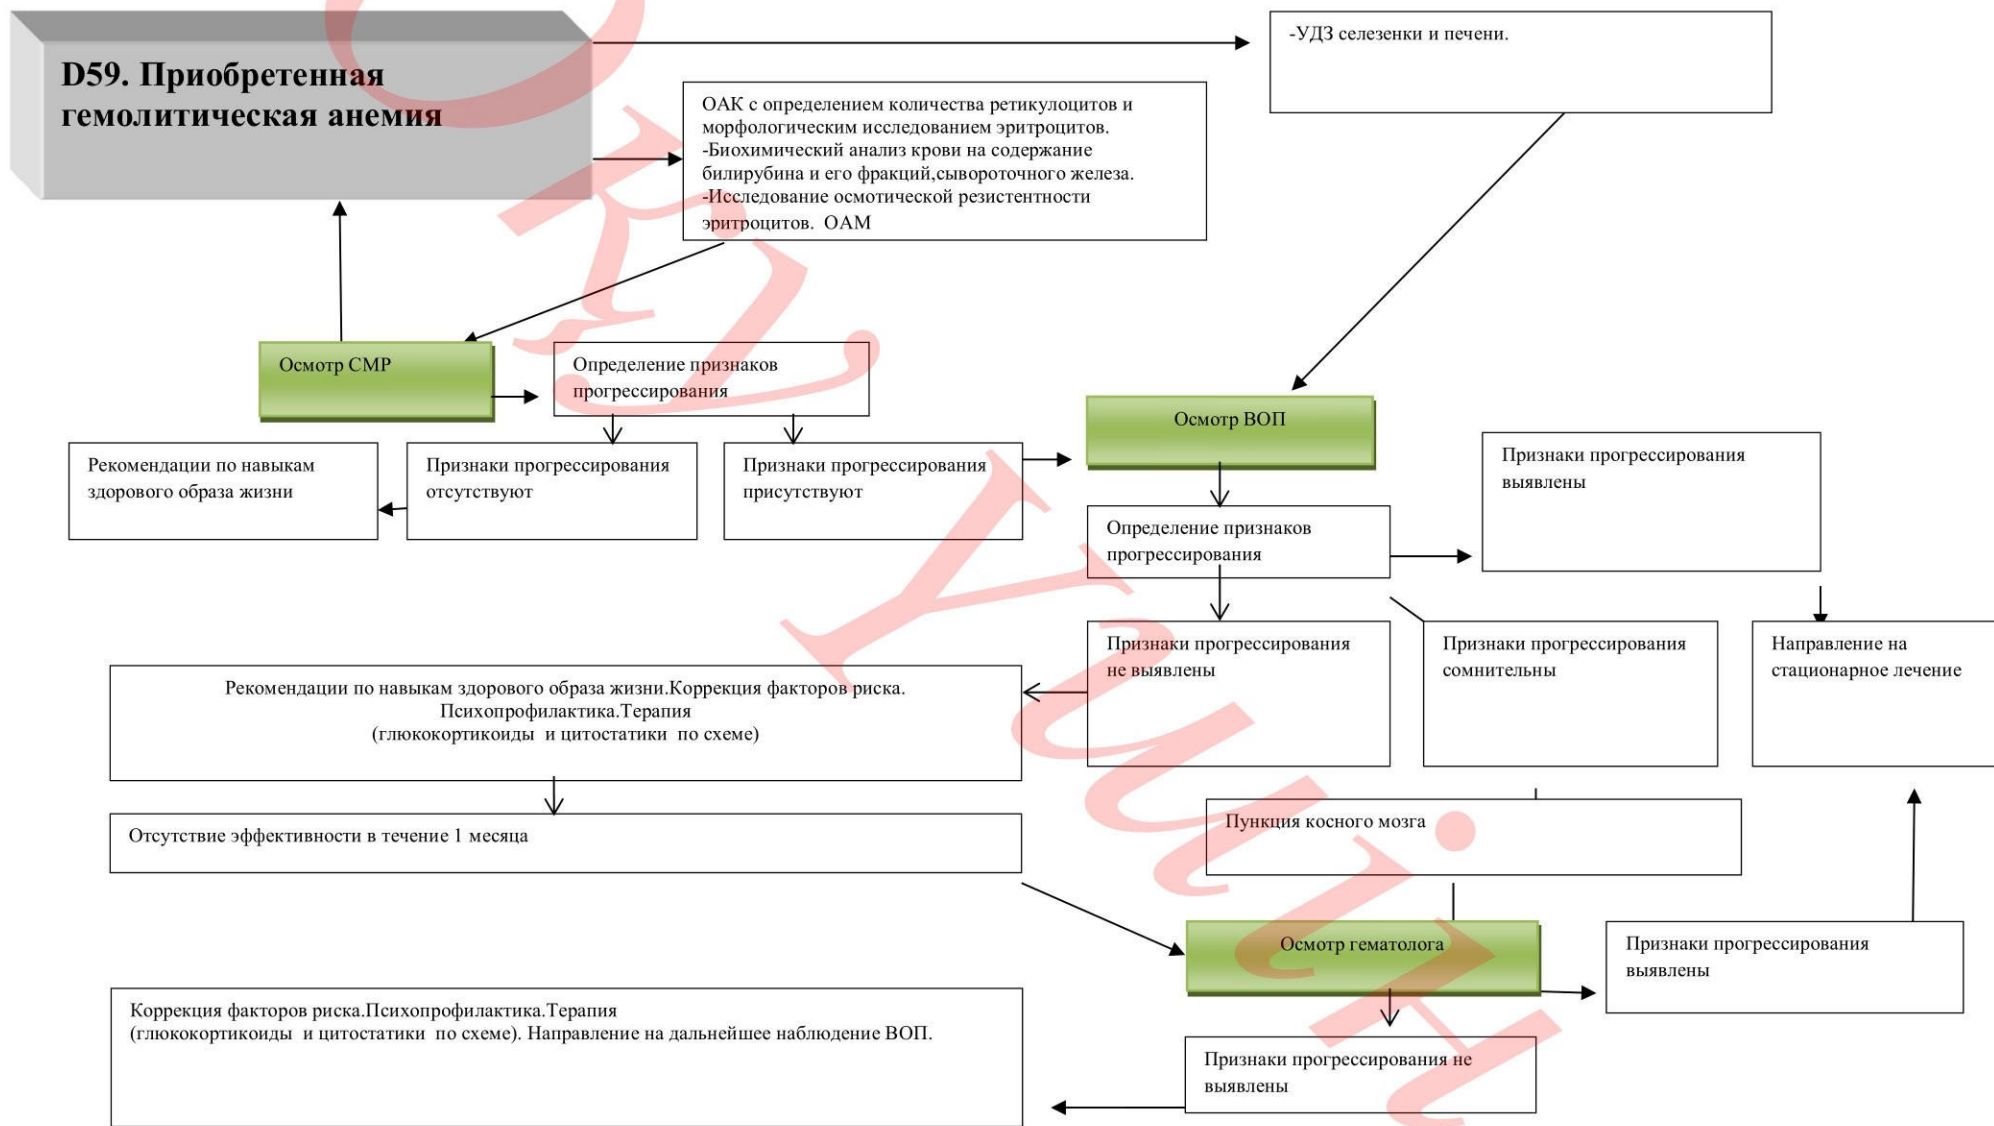 D59. Приобретенная
гемолитическая анемия
-УДЗ селезенки и печени.
ОАК с определением количества ретикулоцитов и
морфологическим исследованием эритроцитов.
-Биохимический анализ крови на содержание
билирубина и его фракций,сывороточного железа.
-Исследование осмотической резистентности
эритроцитов.  ОАМ
Осмотр СМР
Определение признаков
прогрессирования
Осмотр ВОП
Рекомендации по навыкам
здорового образа жизни
Признаки прогрессирования
отсутствуют
Признаки прогрессирования
присутствуют
Признаки прогрессирования
выявлены
Определение признаков
прогрессирования
Признаки прогрессирования
не выявлены
Признаки прогрессирования
сомнительны
Направление на
стационарное лечение
Рекомендации по навыкам здорового образа жизни.Коррекция факторов риска.
Психопрофилактика.Терапия
(глюкокортикоиды  и цитостатики  по схеме)
Отсутствие эффективности в течение 1 месяца
Пункция косного мозга
Осмотр гематолога
Признаки прогрессирования
выявлены
Коррекция факторов риска.Психопрофилактика.Терапия
(глюкокортикоиды  и цитостатики  по схеме). Направление на дальнейшее наблюдение ВОП.
Признаки прогрессирования не
выявлены